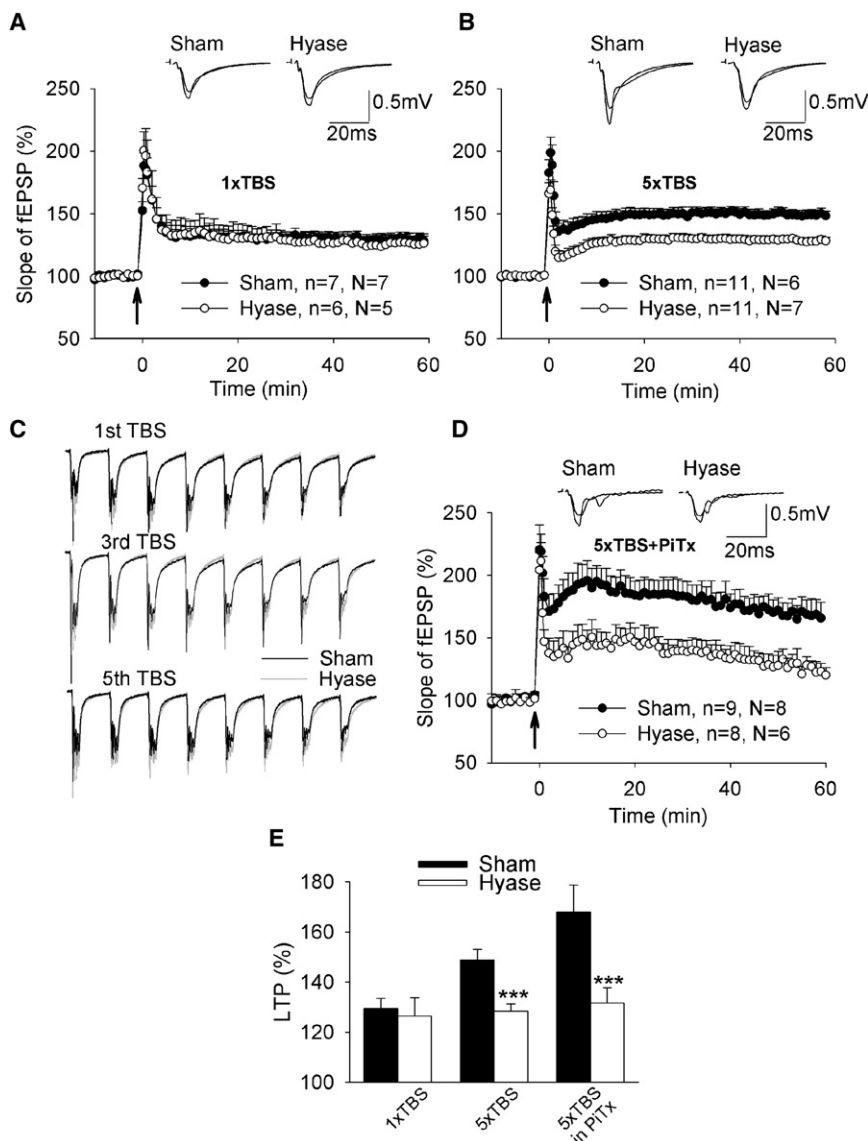 A
Sham
Hyase
250
200
150
100
50
0.5mV
20ms
1xTBS
Sham, n=7, N=7
Hyase, n=6, N=5
Slope of fEPSP (%)
0
20
40
60
Time (min)
B
Sham
Hyase
250
200
150
100
50
0.5mV
20ms
5xTBS
Sham, n=11, N=6
Hyase, n=11, N=7
0
20
40
60
Time (min)
C
1st TBS
3rd TBS
Sham
Hyase
5th TBS
D
Sham
Hyase
250
200
150
100
50
0.5mV
20ms
5xTBS+PiTx
Sham, n=9, N=8
Hyase, n=8, N=6
Slope of fEPSP (%)
0
20
40
60
Time (min)
E
Sham
Hyase
180
160
140
120
100
LTP (%)
***
***
1xTBS
5xTBS
5xTBS
in PiTx